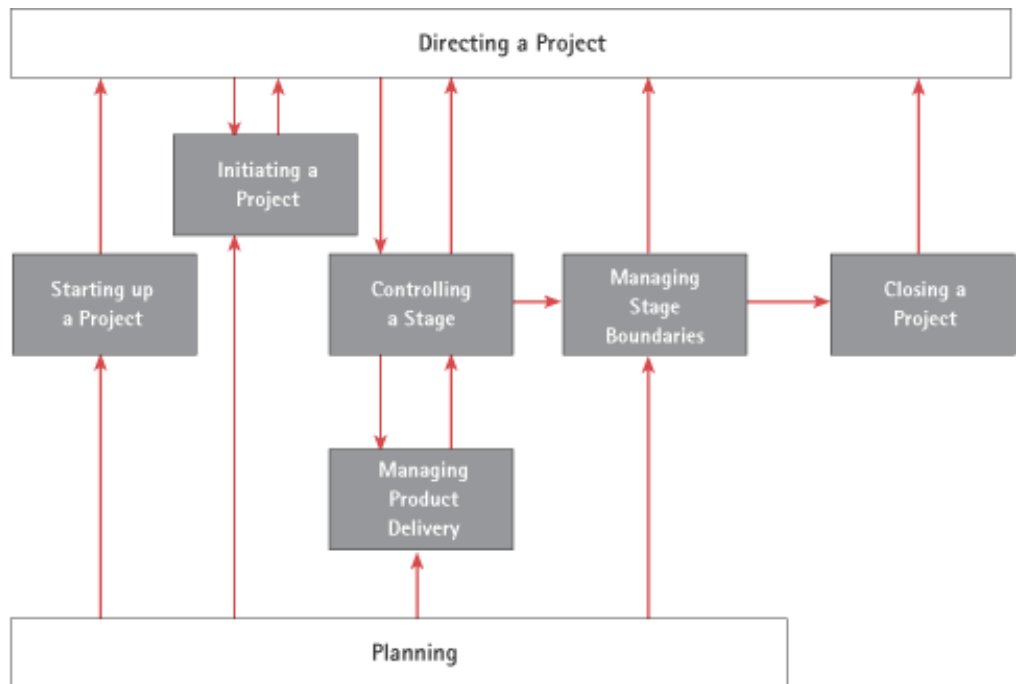 Directing a Project
Initiating a
Project
Starting up
a Project
Controlling
a Stage
Managing
Stage
Boundaries
Closing a
Project
Managing
Product
Delivery
Planning